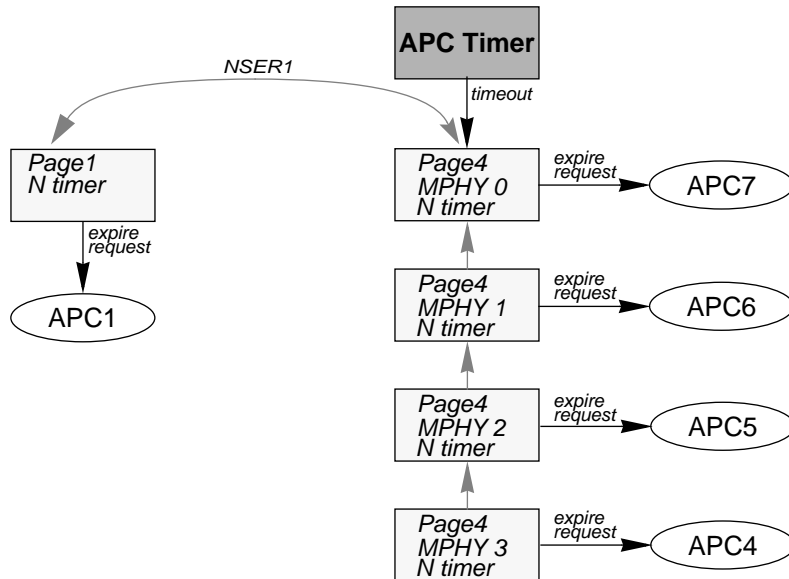 APC Timer
NSER1
timeout
Page1
N timer
expire
request
APC1
Page4
MPHY 0
N timer
expire
request
APC7
Page4
MPHY 1
N timer
expire
request
APC6
Page4
MPHY 2
N timer
expire
request
APC5
Page4
MPHY 3
N timer
expire
request
APC4